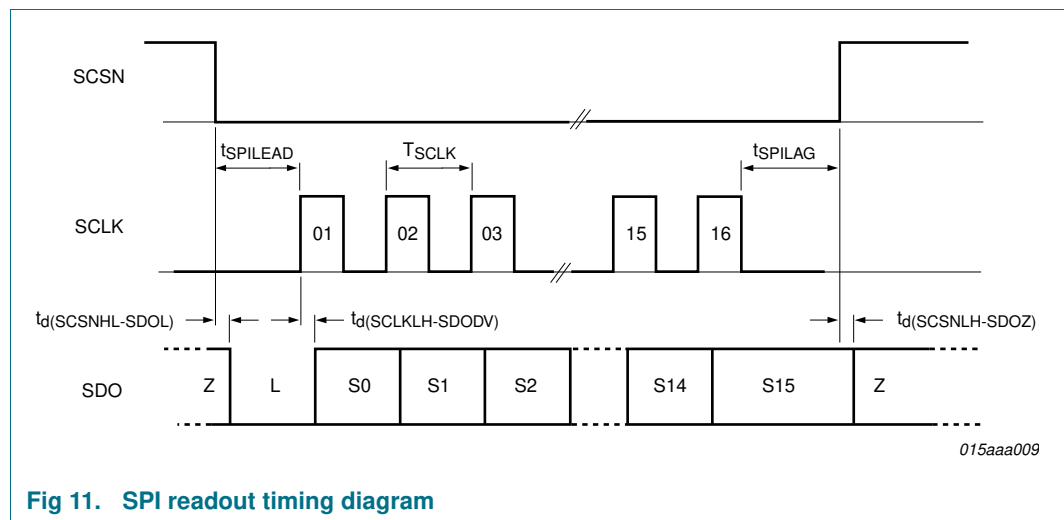 SCSN
tSPILEAD TSCLK tSPILAG
SCLK 01 02 03 15 16
td(SCSNHL-SDOL) td(SCLKLH-SDODV) td(SCSNLH-SDOZ)
SDO Z L S0 S1 S2 S14 S15 Z
015aaa009
Fig 11. SPI readout timing diagram